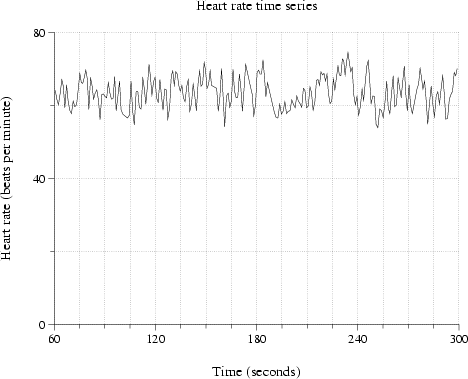 Heart rate time series
80
40
0
Heart rate (beats per minute)
60 120 180 240 300
Time (seconds)